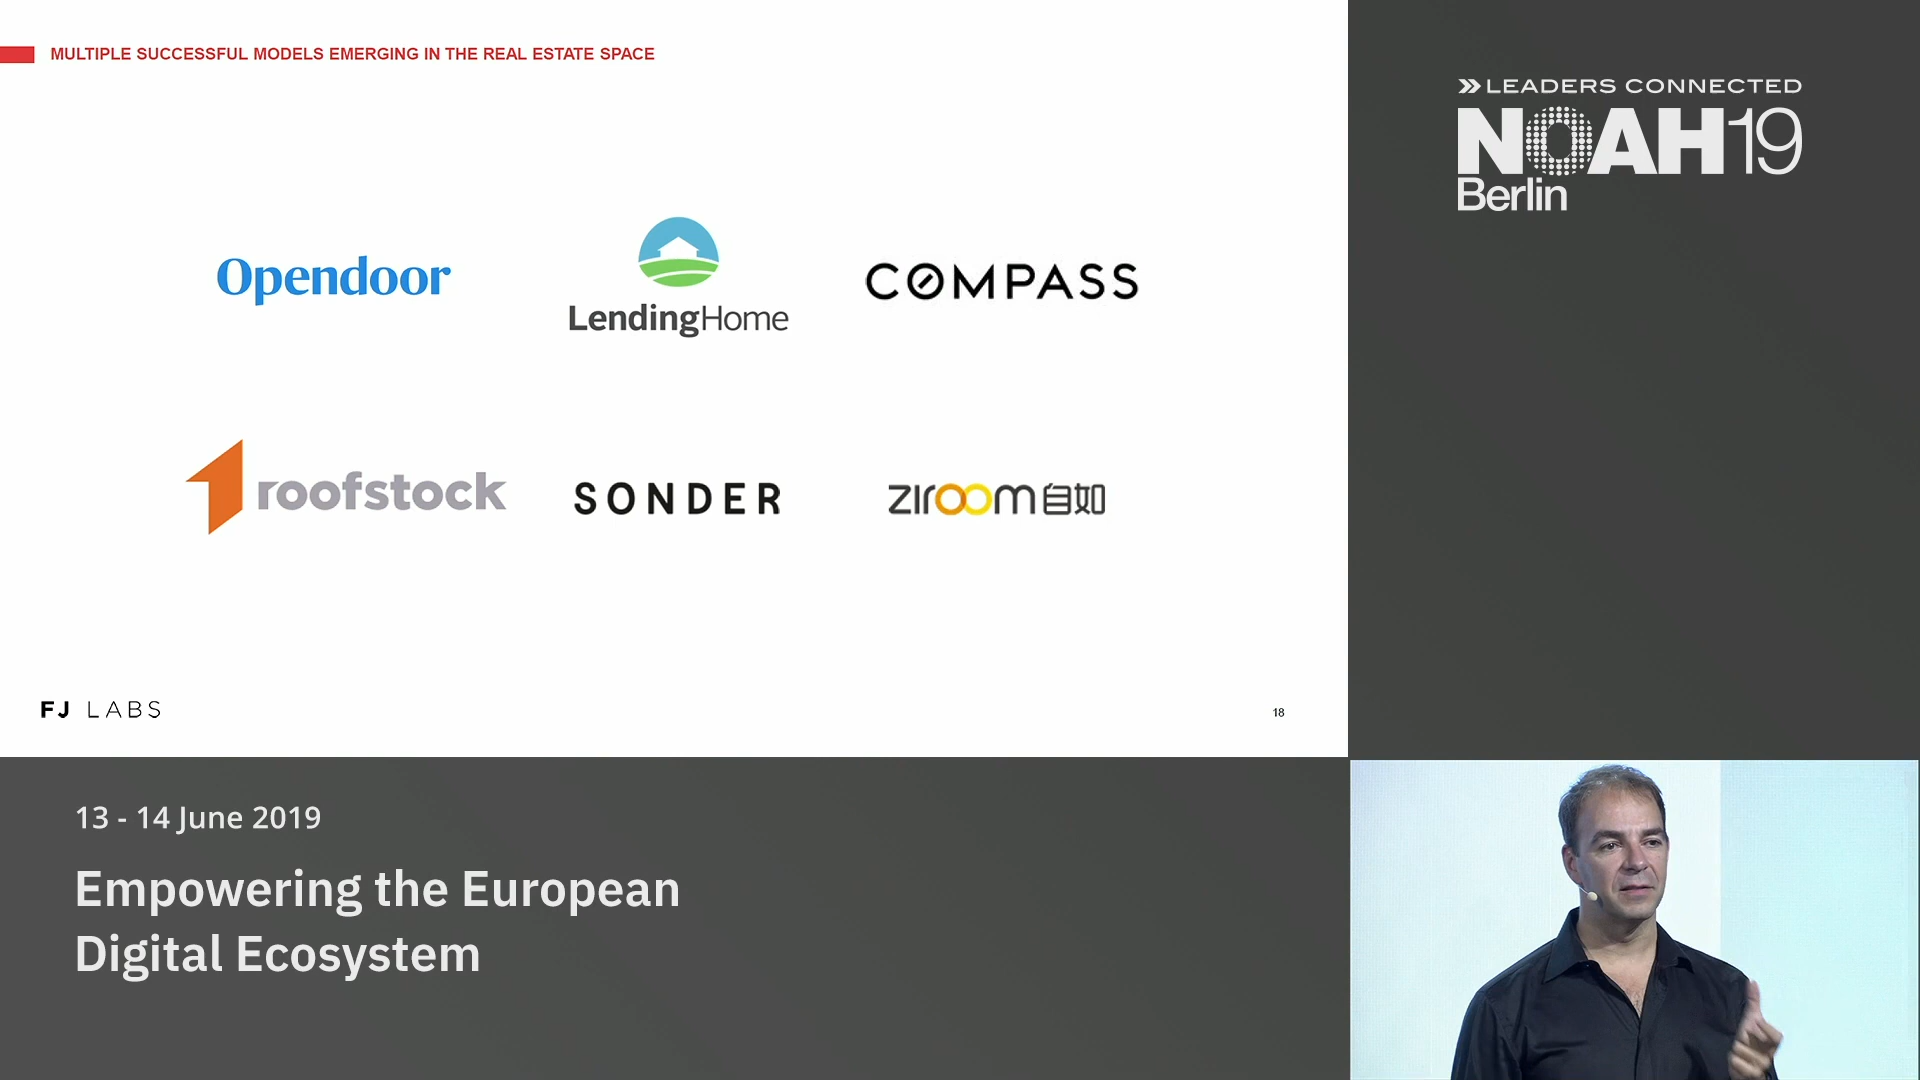 MULTIPLE SUCCESSFUL MODELS EMERGING IN THE REAL ESTATE SPACE
Opendoor
LendingHome
COMPASS
roofstock
SONDER
ziroom自如
FJ LABS
18
LEADERS CONNECTED
NOAH19
Berlin
13 - 14 June 2019
Empowering the European
Digital Ecosystem